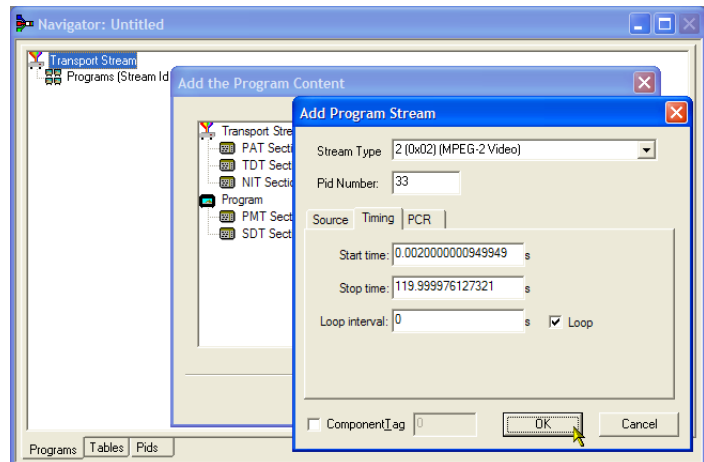 Navigator: Untitled
Transport Stream
Programs (Stream Id
Add the Program Content
Transport Stre
PAT Secti
TDT Sect
NIT Sectio
Program
PMT Sect
SDT Sect
Add Program Stream
Stream Type 2 (0x02) (MPEG-2 Video)
Pid Number: 33
Source Timing PCR
Start time: 0.0020000000949949 s
Stop time: 119.999976127321 s
Loop interval: 0 s Loop
ComponentTag 0 OK Cancel
Programs Tables Pids